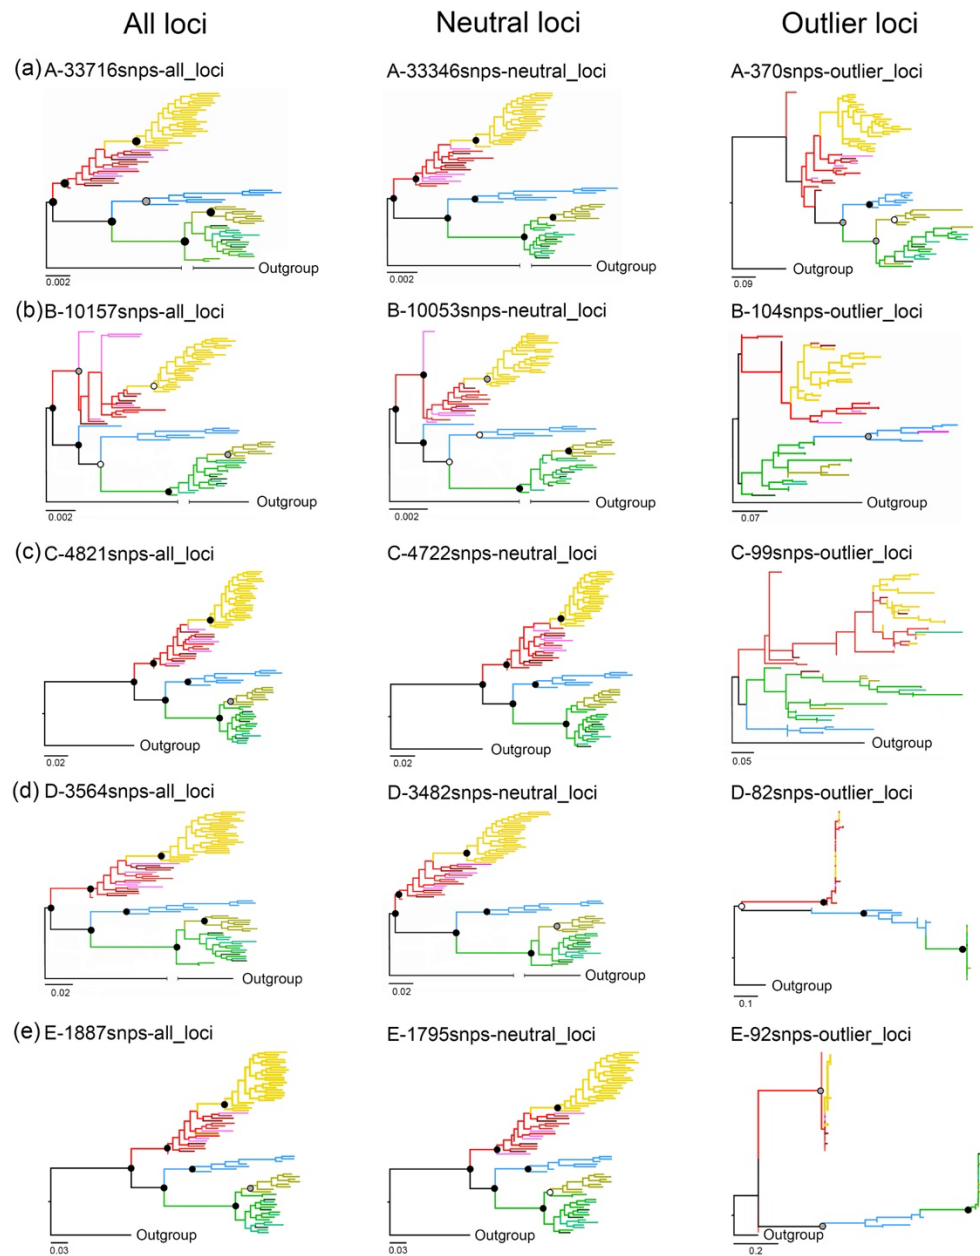 All loci Neutral loci Outlier loci
(a) A-33716snps-all_loci A-33346snps-neutral_loci A-370snps-outlier_loci
Outgroup Outgroup Outgroup
0.002 0.002 0.09
(b) B-10157snps-all_loci B-10053snps-neutral_loci B-104snps-outlier_loci
Outgroup Outgroup Outgroup
0.002 0.002 0.07
(c) C-4821snps-all_loci C-4722snps-neutral_loci C-99snps-outlier_loci
Outgroup Outgroup Outgroup
0.02 0.02 0.05
(d) D-3564snps-all_loci D-3482snps-neutral_loci D-82snps-outlier_loci
Outgroup Outgroup Outgroup
0.02 0.02 0.1
(e) E-1887snps-all_loci E-1795snps-neutral_loci E-92snps-outlier_loci
Outgroup Outgroup Outgroup
0.03 0.03 0.2